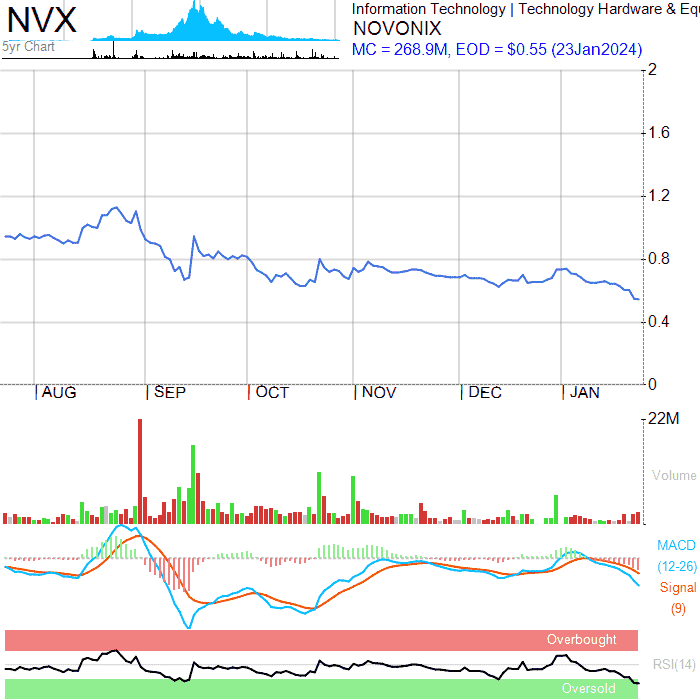 NVX
5yr Chart
Information Technology | Technology Hardware & Equ
NOVONIX
MC = 268.9M, EOD = $0.55 (23Jan2024)
2
1.6
1.2
0.8
0.4
0
AUG
SEP
OCT
NOV
DEC
JAN
22M
Volume
MACD
(12-26)
Signal
(9)
Overbought
RSI(14)
Oversold